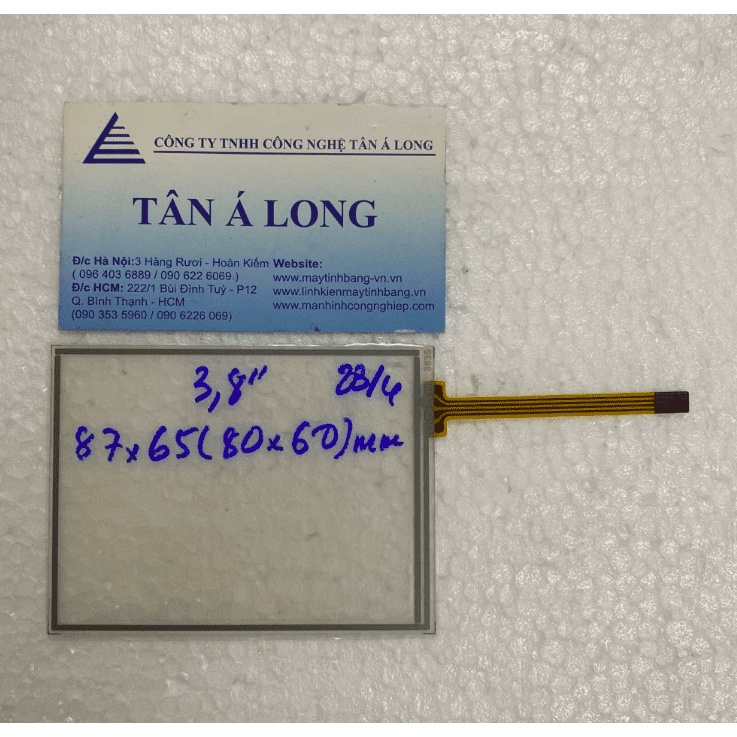 CÔNG TY TNHH CÔNG NGHỆ TÂN Á LONG
TÂN Á LONG
Đ/c Hà Nội:3 Hàng Rươi - Hoàn Kiếm
( 096 403 6889 / 090 622 6069 )
Đ/c HCM: 222/1 Bùi Đình Tuý - P12
Q. Bình Thạnh - HCM
(090 353 5960 / 090 6226 069)
Website:
www.maytinhbang-vn.vn
www.linhkienmaytinhbang.vn
www.manhinhcongnghiep.com
3,8" 28/4
87x65(80x60)mm